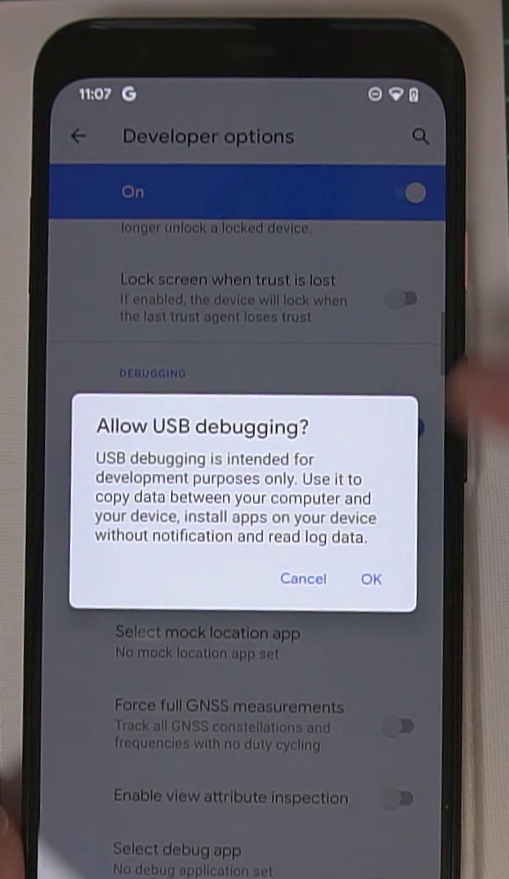 11:07 G
Developer options
On
longer unlock a locked device.
Lock screen when trust is lost
If enabled, the device will lock when
the last trust agent loses trust
DEBUGGING
Allow USB debugging?
USB debugging is intended for
development purposes only. Use it to
copy data between your computer and
your device, install apps on your device
without notification and read log data.
Cancel OK
Select mock location app
No mock location app set
Force full GNSS measurements
Track all GNSS constellations and
frequencies with no duty cycling
Enable view attribute inspection
Select debug app
No debug application set